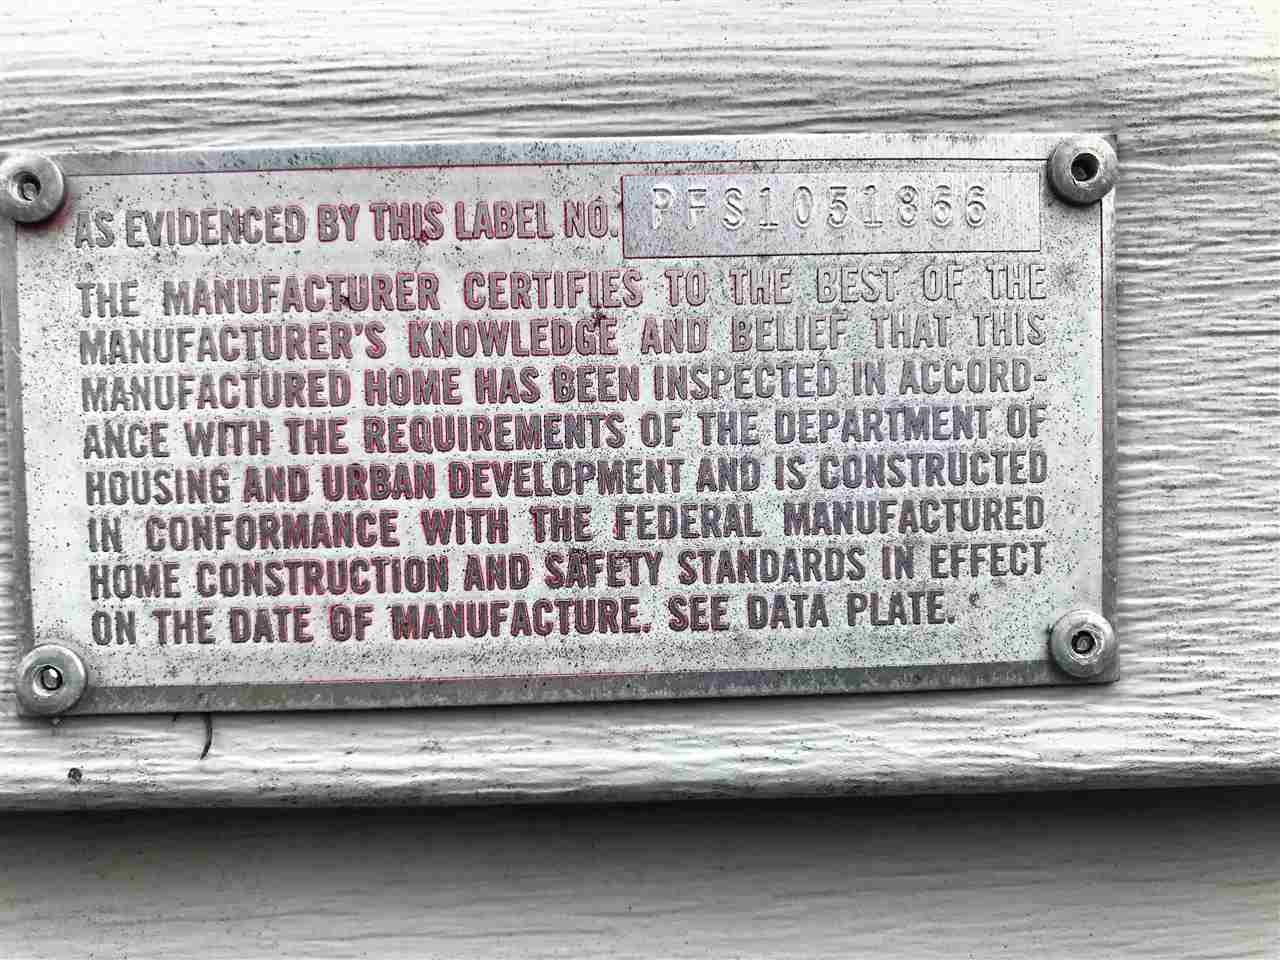 AS EVIDENCED BY THIS LABEL NO. PFS1051866
THE MANUFACTURER CERTIFIES TO THE BEST OF THE
MANUFACTURER'S KNOWLEDGE AND BELIEF THAT THIS
MANUFACTURED HOME HAS BEEN INSPECTED IN ACCORD-
ANCE WITH THE REQUIREMENTS OF THE DEPARTMENT OF
HOUSING AND URBAN DEVELOPMENT AND IS CONSTRUCTED
IN CONFORMANCE WITH THE FEDERAL MANUFACTURED
HOME CONSTRUCTION AND SAFETY STANDARDS IN EFFECT
ON THE DATE OF MANUFACTURE. SEE DATA PLATE.